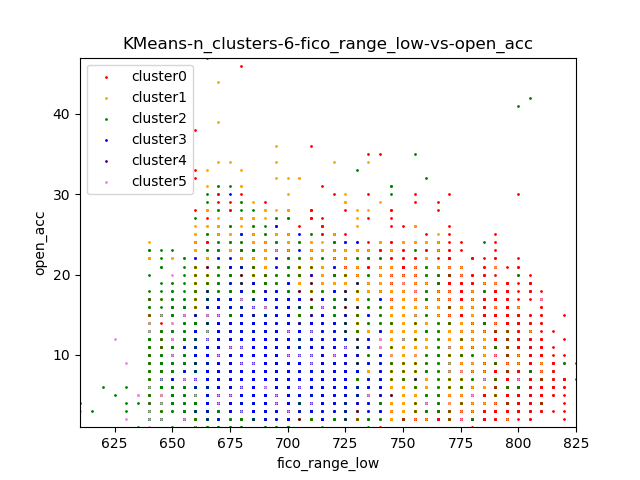 KMeans-n_clusters-6-fico_range_low-vs-open_acc
cluster0
cluster1
cluster2
cluster3
cluster4
cluster5
40
30
20
10
open_acc
625 650 675 700 725 750 775 800 825
fico_range_low